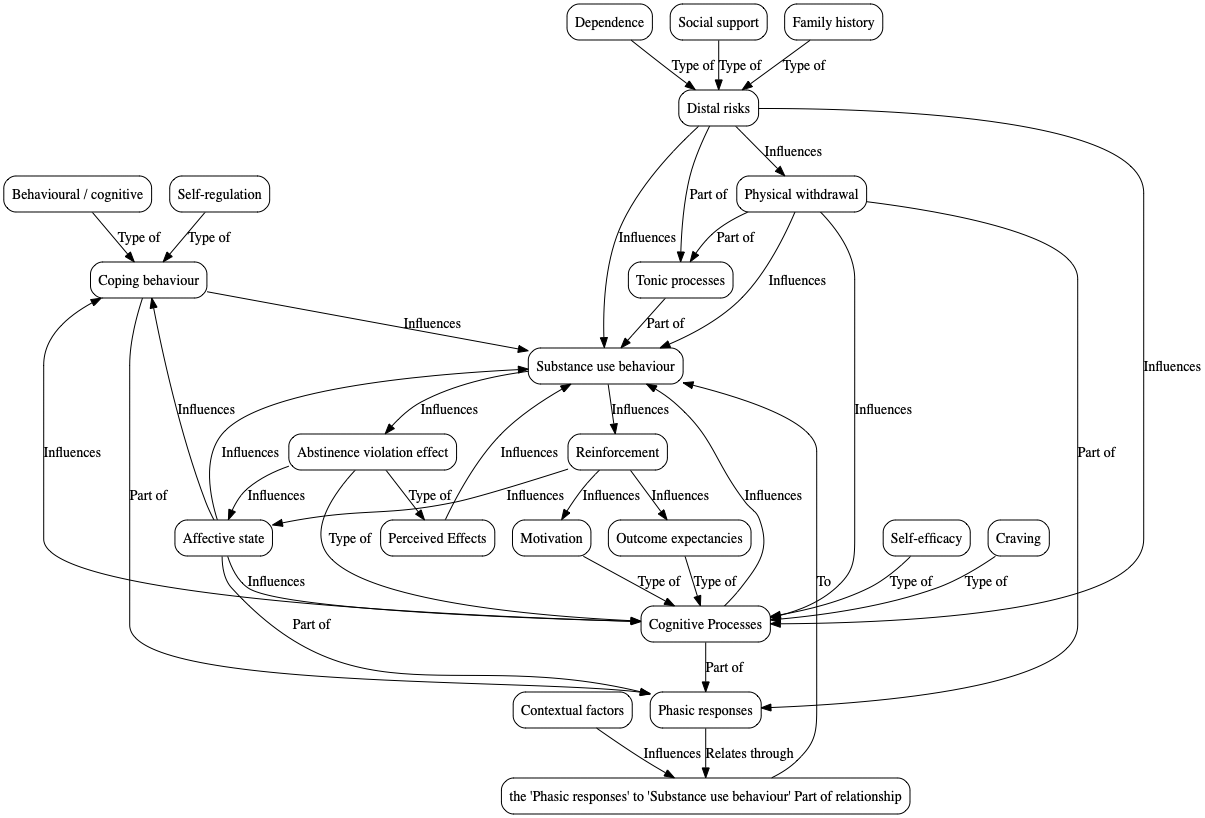 Dependence
Social support
Family history
Type of
Type of
Type of
Distal risks
Influences
Behavioural / cognitive
Self-regulation
Part of
Physical withdrawal
Type of
Type of
Influences
Part of
Coping behaviour
Tonic processes
Influences
Influences
Part of
Substance use behaviour
Influences
Influences
Influences
Influences
Influences
Influences
Influences
Abstinence violation effect
Influences
Reinforcement
Influences
Part of
Part of
Influences
Type of
Influences
Influences
Influences
Influences
Affective state
Type of
Perceived Effects
Motivation
Outcome expectancies
Self-efficacy
Craving
Influences
Type of
Type of
To
Type of
Type of
Part of
Cognitive Processes
Part of
Contextual factors
Phasic responses
Influences
Relates through
the 'Phasic responses' to 'Substance use behaviour' Part of relationship